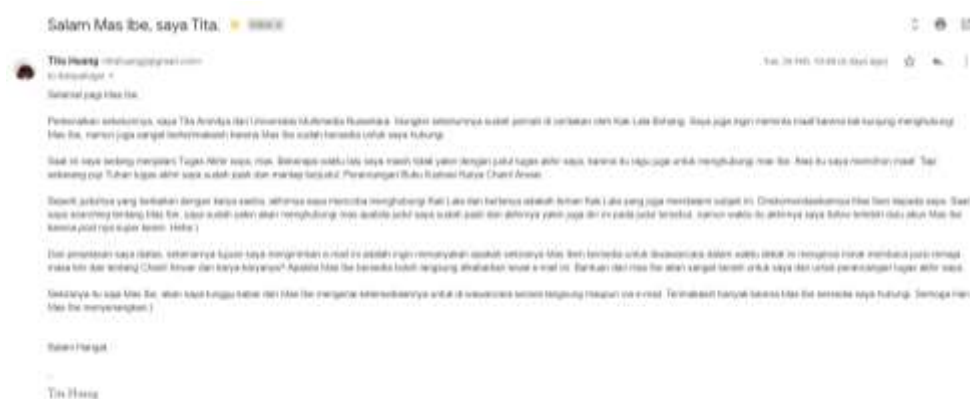 Salam Mas Ibe, saya Tita.
Tita Huang
Selamat pagi Mas Ibe,
Perkenalkan sebelumnya, saya Tita Anindya dari Universitas Multimedia Nusantara. Mungkin sebelumnya sudah pernah di ceritakan oleh Kak Lala Bohang. Saya juga ingin meminta maaf karena tak kunjung menghubungi
Mas Ibe, namun juga sangat berterimakasih karena Mas Ibe sudah bersedia untuk saya hubungi.
Saat ini saya sedang menjalani Tugas Akhir saya, mas. Beberapa waktu lalu saya masih tidak yakin dengan judul tugas akhir saya, karena itu ragu juga untuk menghubungi mas Ibe. Atas itu saya memohon maaf. Tapi
sekarang puji Tuhan tugas akhir saya sudah pasti dan mantap berjudul: Perancangan Buku Ilustrasi Karya Chairil Anwar.
Seperti judulnya yang berkaitan dengan karya sastra, akhirnya saya mencoba menghubungi Kak Lala dan bertanya adakah teman Kak Lala yang juga mendalami subjek ini. Direkomendasikannya Mas Ibe kepada saya. Saat
saya searching tentang Mas Ibe, saya sudah yakin akan menghubungi mas apabila judul saya sudah pasti dan akhirnya yakin juga diri ini pada judul tersebut, namun waktu itu akhirnya saya follow terlebih dulu akun Mas Ibe
karena post nya super keren. Hehe:)
Dari penjelasan saya diatas, sebenarnya tujuan saya mengirimkan e-mail ini adalah ingin menanyakan apakah sekiranya Mas Ibe bersedia untuk diwawancara dalam waktu dekat ini mengenai minat membaca puisi remaja
masa kini dan tentang Chairil Anwar dan karya-karyanya? Apabila Mas Ibe bersedia boleh langsung dikabarkan lewat e-mail ini. Bantuan dari mas Ibe akan sangat berarti untuk saya dan untuk perancangan tugas akhir saya.
Sekiranya itu saja Mas Ibe, akan saya tunggu kabar dari Mas Ibe mengenai ketersediaannya untuk di wawancara secara langsung maupun via e-mail. Terimakasih banyak karena Mas Ibe bersedia saya hubungi. Semoga hari
Mas Ibe menyenangkan:)
Salam Hangat,
Tita Huang